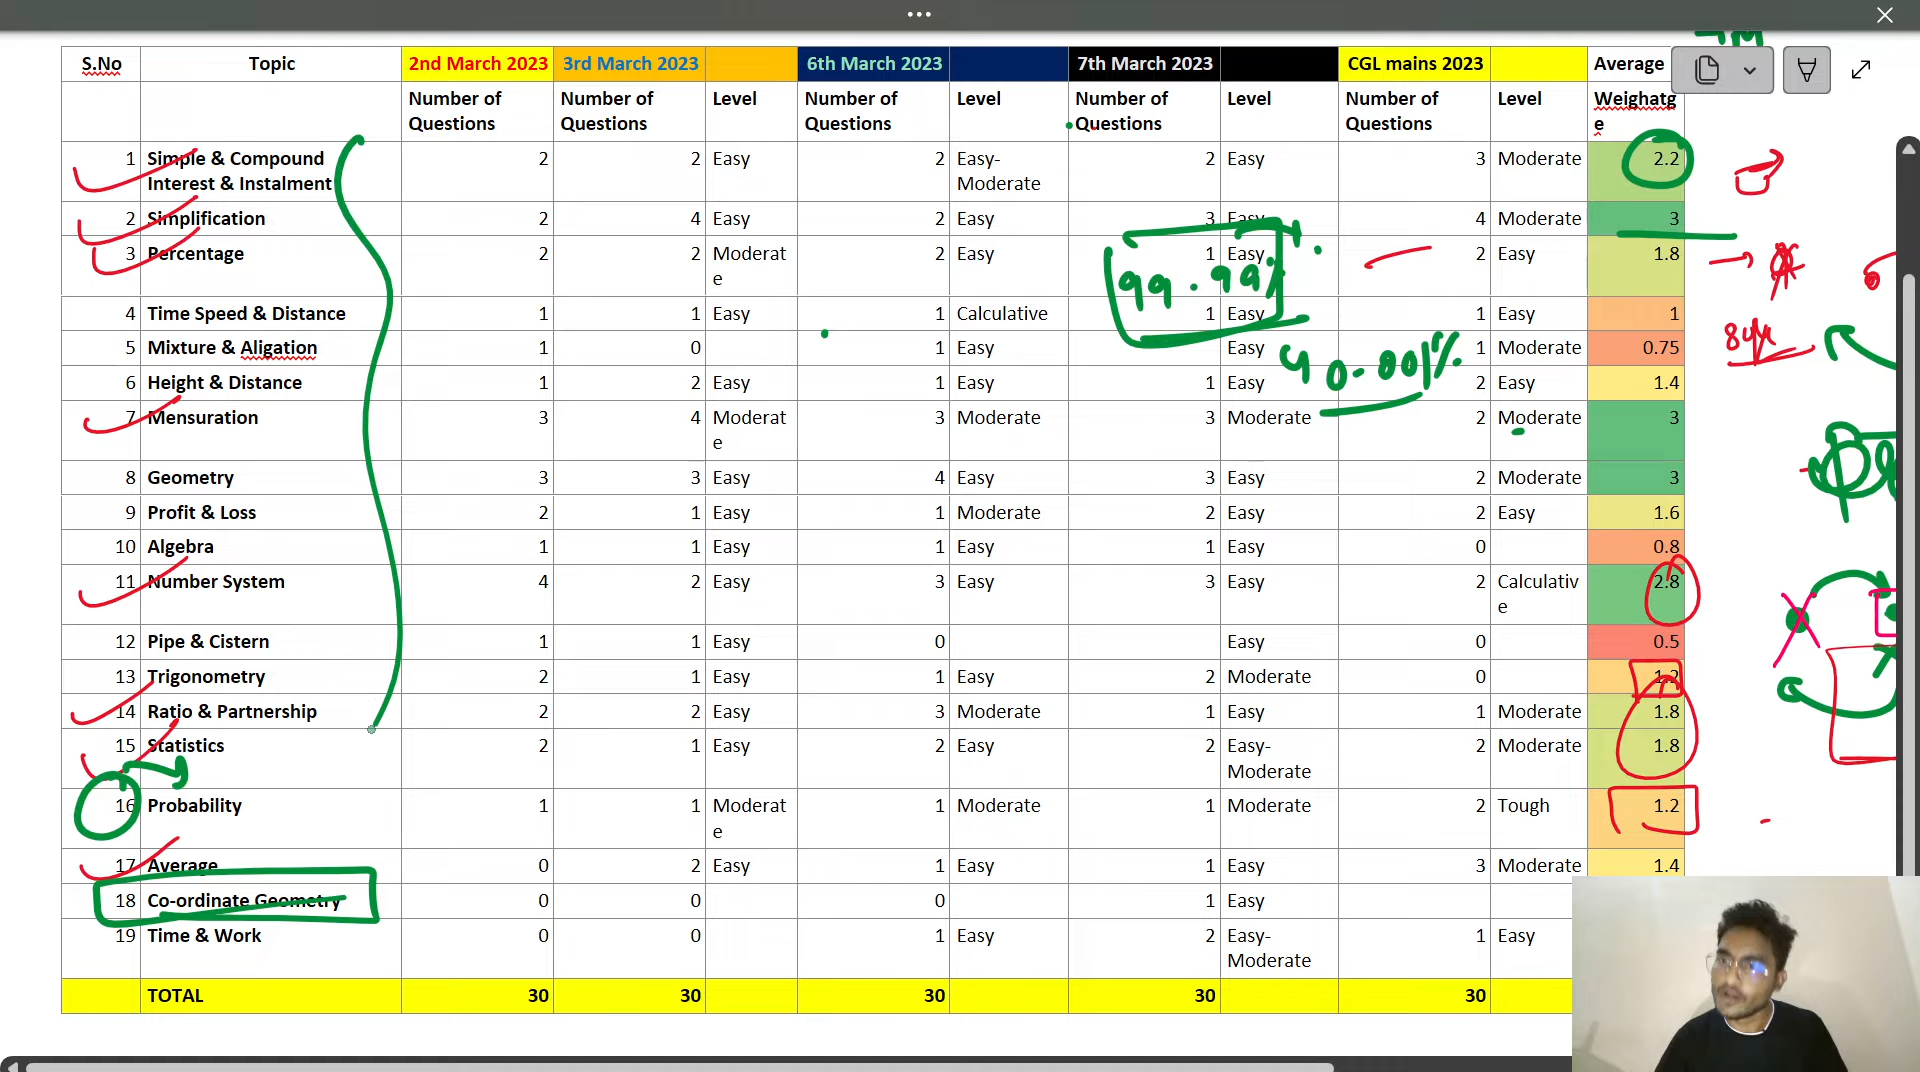 S.No Topic 2nd March 2023 3rd March 2023 6th March 2023 7th March 2023 CGL mains 2023 Average
Number of Questions Number of Questions Level Number of Questions Level Number of Questions Level Number of Questions Level Weighatge
1 Simple & Compound Interest & Instalment 2 2 Easy 2 Easy-Moderate 2 Easy 3 Moderate 2.2
2 Simplification 2 4 Easy 2 Easy 3 Easy 4 Moderate 3
3 Percentage 2 2 Moderate 2 Easy 1 Easy 2 Easy 1.8
99.99%
4 Time Speed & Distance 1 1 Easy 1 Calculative 1 Easy 1 Easy 1
5 Mixture & Aligation 1 0 1 Easy Easy 1 Moderate 0.75
6 Height & Distance 1 2 Easy 1 Easy 1 Easy 2 Easy 1.4
7 Mensuration 3 4 Moderate 3 Moderate 3 Moderate 2 Moderate 3
8 Geometry 3 3 Easy 4 Easy 3 Easy 2 Moderate 3
9 Profit & Loss 2 1 Easy 1 Moderate 2 Easy 2 Easy 1.6
10 Algebra 1 1 Easy 1 Easy 1 Easy 0 0.8
11 Number System 4 2 Easy 3 Easy 3 Easy 2 Calculative 2.8
12 Pipe & Cistern 1 1 Easy 0 Easy 0 0.5
13 Trigonometry 2 1 Easy 1 Easy 2 Moderate 0 1.2
14 Ratio & Partnership 2 2 Easy 3 Moderate 1 Easy 1 Moderate 1.8
15 Statistics 2 1 Easy 2 Easy 2 Easy-Moderate 2 Moderate 1.8
16 Probability 1 1 Moderate 1 Moderate 1 Moderate 2 Tough 1.2
17 Average 0 2 Easy 1 Easy 1 Easy 3 Moderate 1.4
18 Co-ordinate Geometry 0 0 0 1 Easy
19 Time & Work 0 0 1 Easy 2 Easy-Moderate 1 Easy
TOTAL 30 30 30 30 30